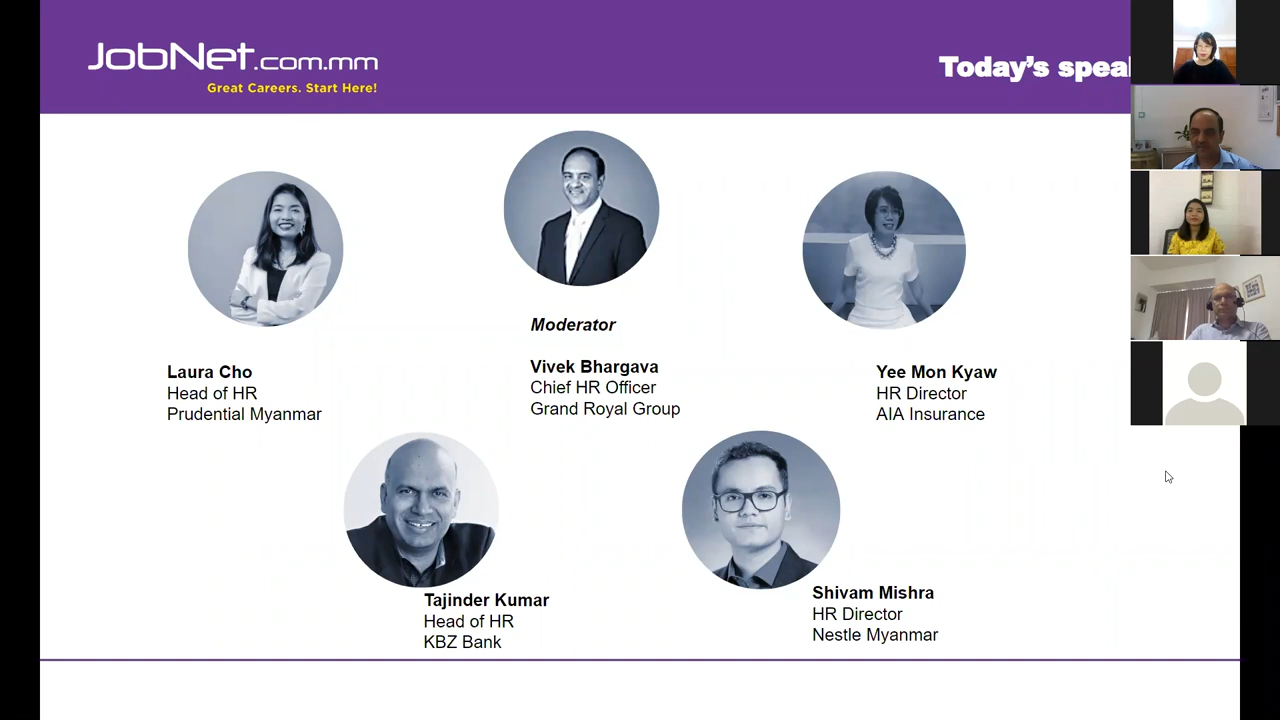 JobNet.com.mm
Great Careers. Start Here!
Today's
Moderator
Laura Cho
Head of HR
Prudential Myanmar
Vivek Bhargava
Chief HR Officer
Grand Royal Group
Yee Mon Kyaw
HR Director
AIA Insurance
Tajinder Kumar
Head of HR
KBZ Bank
Shivam Mishra
HR Director
Nestle Myanmar